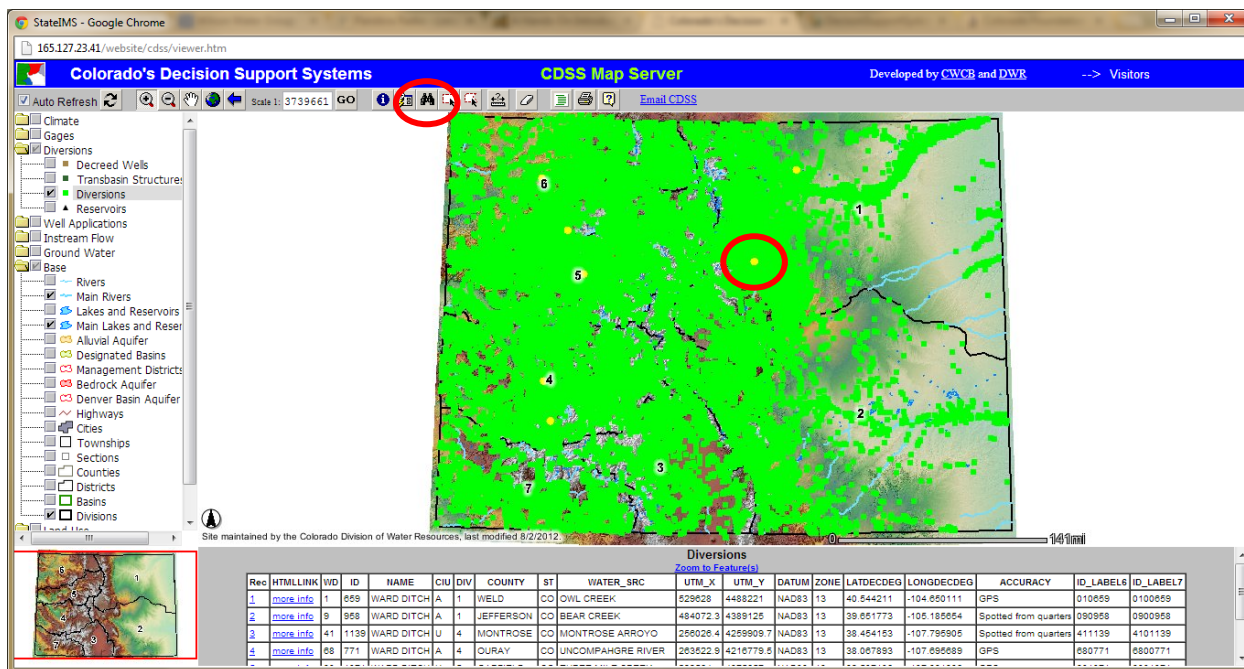 StateIMS - Google Chrome
165.127.23.41/website/cdss/viewer.htm
Colorado's Decision Support Systems CDSS Map Server Developed by CWCB and DWR --> Visitors
Auto Refresh Scale 1: 3739661 GO Email CDSS
Climate
Gages
Diversions
Decreed Wells
Transbasin Structures
Diversions
Reservoirs
Well Applications
Instream Flow
Ground Water
Base
Rivers
Main Rivers
Lakes and Reservoirs
Main Lakes and Reser
Alluvial Aquifer
Designated Basins
Management Districts
Bedrock Aquifer
Denver Basin Aquifer
Highways
Cities
Townships
Sections
Counties
Districts
Basins
Divisions
6
1
5
4
2
3
7
Site maintained by the Colorado Division of Water Resources, last modified 8/2/2012.
0 141mi
Diversions
Zoom to Feature(s)
Rec HTMLLINK WD ID NAME CIU DIV COUNTY ST WATER_SRC UTM_X UTM_Y DATUM ZONE LATDECDEG LONGDECDEG ACCURACY ID_LABEL6 ID_LABEL7
1 more info 1 659 WARD DITCH A 1 WELD CO OWL CREEK 529628 4488221 NAD83 13 40.544211 -104.650111 GPS 010659 0100659
2 more info 9 958 WARD DITCH A 1 JEFFERSON CO BEAR CREEK 484072.3 4389125 NAD83 13 39.651773 -105.185654 Spotted from quarters 090958 0900958
3 more info 41 1139 WARD DITCH U 4 MONTROSE CO MONTROSE ARROYO 256026.4 4259909.7 NAD83 13 38.454153 -107.795905 Spotted from quarters 411139 4101139
4 more info 68 771 WARD DITCH A 4 OURAY CO UNCOMPAHGRE RIVER 263522.9 4216779.5 NAD83 13 38.067893 -107.695689 GPS 680771 6800771